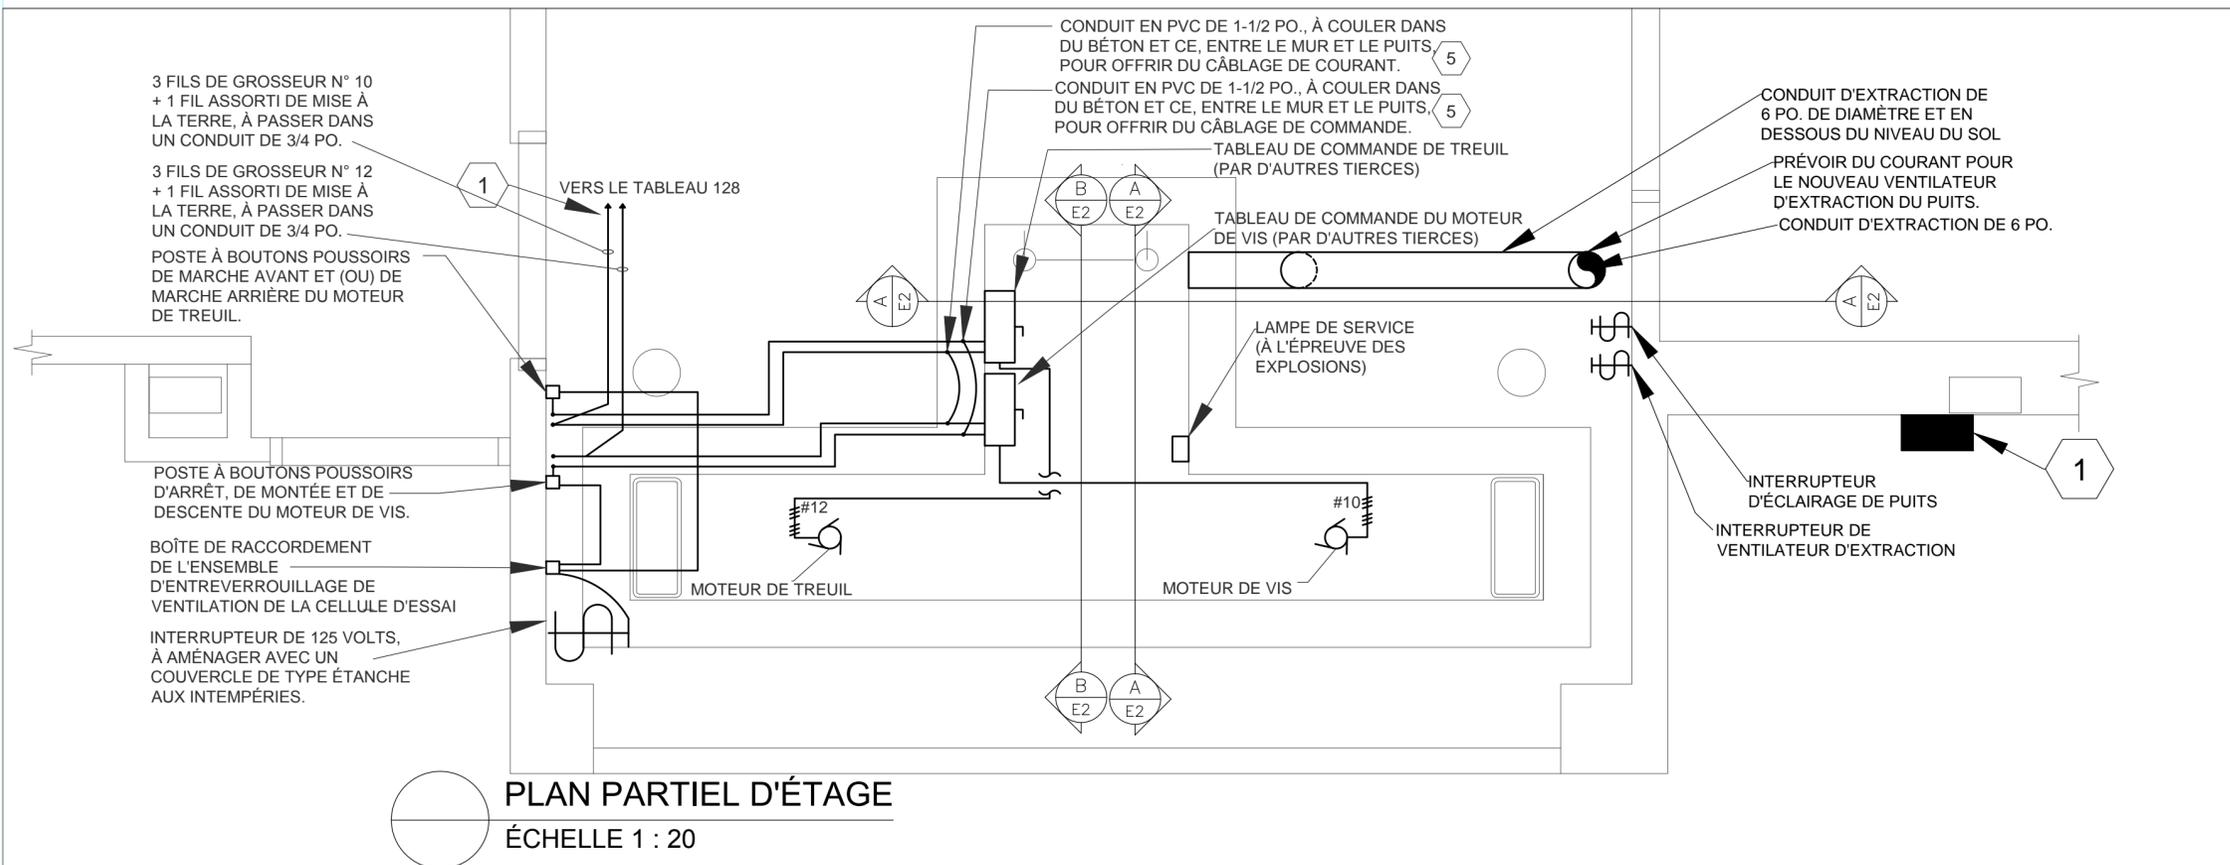 3 FILS DE GROSSEUR N° 10
+ 1 FIL ASSORTI DE MISE À
LA TERRE, À PASSER DANS
UN CONDUIT DE 3/4 PO.
3 FILS DE GROSSEUR N° 12
+ 1 FIL ASSORTI DE MISE À
LA TERRE, À PASSER DANS
UN CONDUIT DE 3/4 PO.
POSTE À BOUTONS POUSSOIRS
DE MARCHE AVANT ET (OU) DE
MARCHE ARRIÈRE DU MOTEUR
DE TREUIL.
POSTE À BOUTONS POUSSOIRS
D'ARRÊT, DE MONTÉE ET DE
DESCENTE DU MOTEUR DE VIS.
BOÎTE DE RACCORDEMENT
DE L'ENSEMBLE
D'ENTREVERROUILLAGE DE
VENTILATION DE LA CELLULE D'ESSAI
INTERRUPTEUR DE 125 VOLTS,
À AMÉNAGER AVEC UN
COUVERCLE DE TYPE ÉTANCHE
AUX INTEMPÉRIES.
1
VERS LE TABLEAU 128
CONDUIT EN PVC DE 1-1/2 PO., À COULER DANS
DU BÉTON ET CE, ENTRE LE MUR ET LE PUITS,
POUR OFFRIR DU CÂBLAGE DE COURANT.
5
CONDUIT EN PVC DE 1-1/2 PO., À COULER DANS
DU BÉTON ET CE, ENTRE LE MUR ET LE PUITS,
POUR OFFRIR DU CÂBLAGE DE COMMANDE.
5
TABLEAU DE COMMANDE DE TREUIL
(PAR D'AUTRES TIERCES)
B
E2
A
E2
TABLEAU DE COMMANDE DU MOTEUR
DE VIS (PAR D'AUTRES TIERCES)
A
E2
LAMPE DE SERVICE
(À L'ÉPREUVE DES
EXPLOSIONS)
#12
#10
MOTEUR DE TREUIL
MOTEUR DE VIS
B
E2
A
E2
CONDUIT D'EXTRACTION DE
6 PO. DE DIAMÈTRE ET EN
DESSOUS DU NIVEAU DU SOL
PRÉVOIR DU COURANT POUR
LE NOUVEAU VENTILATEUR
D'EXTRACTION DU PUITS.
CONDUIT D'EXTRACTION DE 6 PO.
A
E2
1
INTERRUPTEUR
D'ÉCLAIRAGE DE PUITS
INTERRUPTEUR DE
VENTILATEUR D'EXTRACTION
PLAN PARTIEL D'ÉTAGE
ÉCHELLE 1 : 20